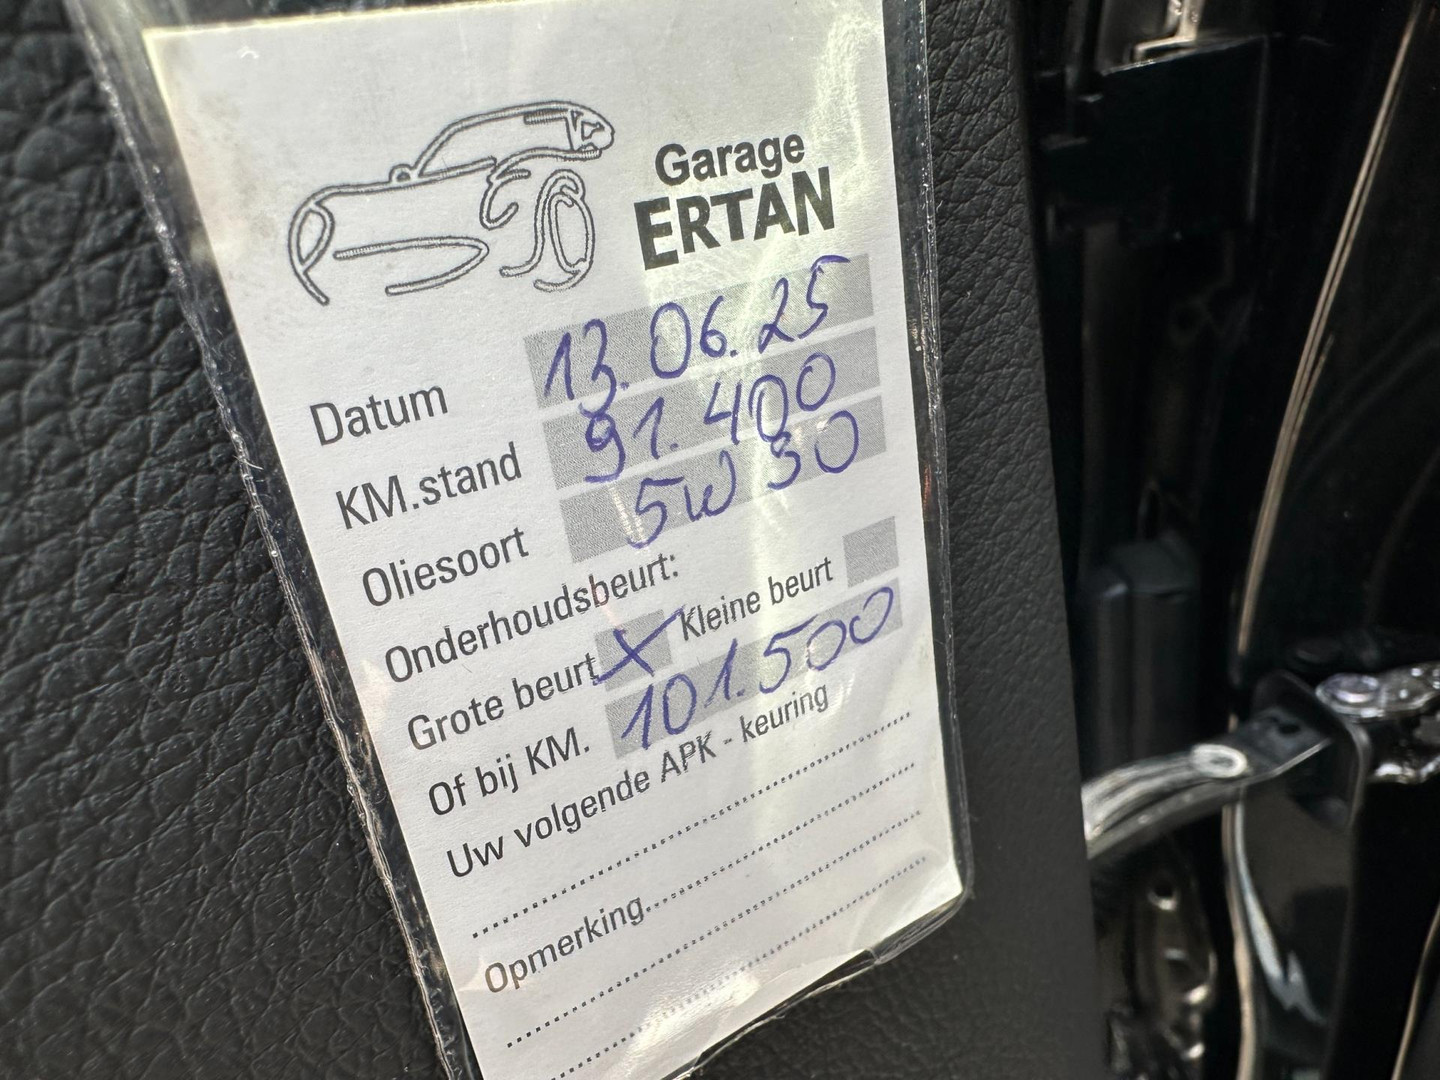 Garage
ERTAN
Datum 13.06.25
KM.stand 91.400
Oliesoort 5W30
Onderhoudsbeurt:
Grote beurt X Kleine beurt
Of bij KM. 101.500
Uw volgende APK - keuring
Opmerking